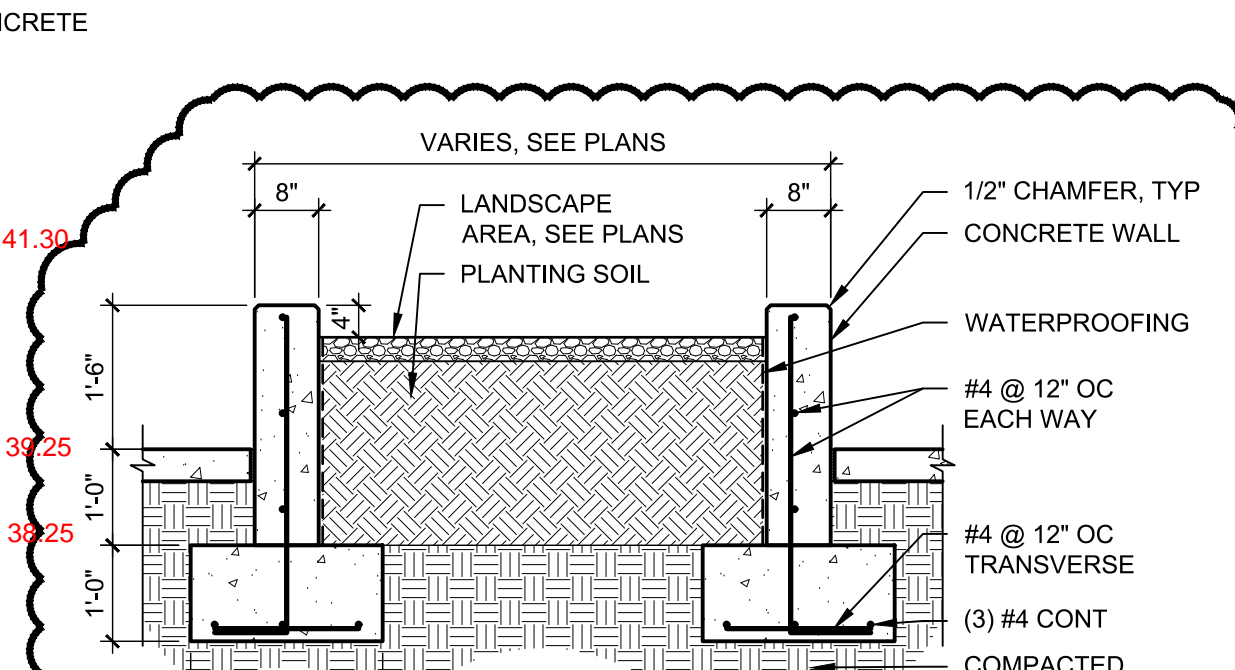 NCRETE
VARIES, SEE PLANS
8"
8"
LANDSCAPE
AREA, SEE PLANS
PLANTING SOIL
1/2" CHAMFER, TYP
CONCRETE WALL
WATERPROOFING
#4 @ 12" OC
EACH WAY
#4 @ 12" OC
TRANSVERSE
(3) #4 CONT
COMPACTED
41.30
4"
1'-6"
39.25
1'-0"
38.25
1'-0"